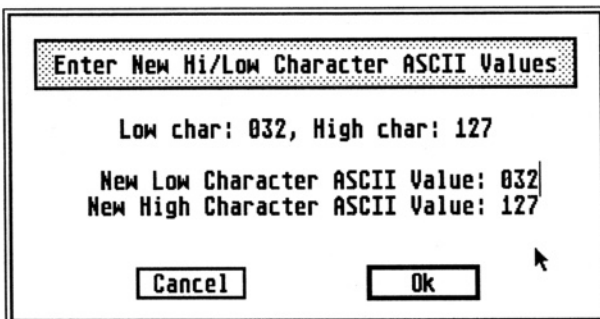 Enter New Hi/Low Character ASCII Values
Low char: 032, High char: 127
New Low Character ASCII Value: 032
New High Character ASCII Value: 127
Cancel Ok